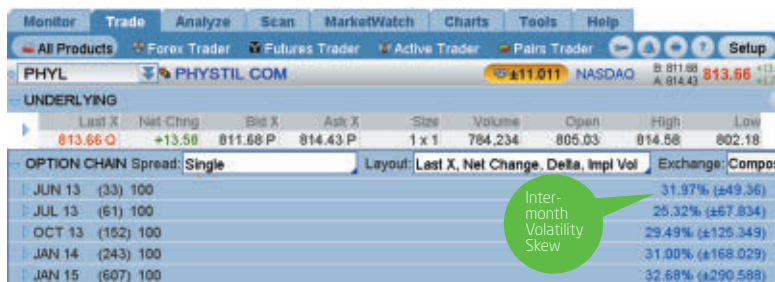 Monitor Trade Analyze Scan MarketWatch Charts Tools Help
All Products Forex Trader Futures Trader Active Trader Pairs Trader ? Setup
PHYL PHYSTIL COM ±11.011 NASDAQ B: 811.68 A: 814.43 813.66
UNDERLYING
Last X Net Chng Bid X Ask X Size Volume Open High Low
813.66 Q +13.58 811.68 P 814.43 P 1 x 1 784,234 805.03 814.58 802.18
OPTION CHAIN Spread: Single Layout: Last X, Net Change, Delta, Impl Vol Exchange: Compo
JUN 13 (33) 100 31.97% (±49.36)
JUL 13 (61) 100 25.32% (±67.834)
OCT 13 (152) 100 29.49% (±125.349)
JAN 14 (243) 100 31.00% (±168.029)
JAN 15 (607) 100 32.68% (±290.588)
Inter-
month
Volatility
Skew